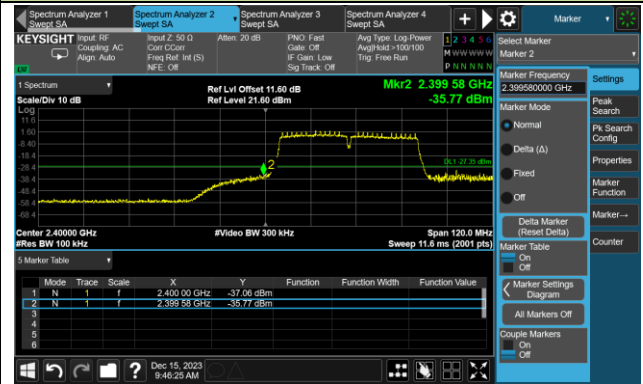 Spectrum Analyzer 1
Swept SA
Spectrum Analyzer 2
Swept SA
Spectrum Analyzer 3
Swept SA
Spectrum Analyzer 4
Swept SA
+
Marker
KEYSIGHT
Input: RF
Coupling: AC
Align: Auto
Input Z: 50 Ω
Corr CCorr
Freq Ref: Int (S)
NFE: Off
Atten: 20 dB
PNO: Fast
Gate: Off
IF Gain: Low
Sig Track: Off
Avg Type: Log-Power
Avg|Hold >100/100
Trig: Free Run
1 2 3 4 5 6
M W W W W W
P N N N N N
LXI
Select Marker
Marker 2
1 Spectrum
Scale/Div 10 dB
Log
Ref Lvl Offset 11.60 dB
Ref Level 21.60 dBm
Mkr2 2.399 58 GHz
-35.77 dBm
11.6
1.60
-8.40
-18.4
-28.4
-38.4
-48.4
-58.4
-68.4
2
DL1 -27.35 dBm
Center 2.40000 GHz
#Res BW 100 kHz
#Video BW 300 kHz
Span 120.0 MHz
Sweep 11.6 ms (2001 pts)
5 Marker Table
Mode Trace Scale X Y Function Function Width Function Value
1 N 1 f 2.400 00 GHz -37.06 dBm
2 N 1 f 2.399 58 GHz -35.77 dBm
3
4
5
6
Marker Frequency
2.399580000 GHz
Marker Mode
Normal
Delta (Δ)
Fixed
Off
Delta Marker
(Reset Delta)
Marker Table
On
Off
Marker Settings
Diagram
All Markers Off
Couple Markers
On
Off
Settings
Peak
Search
Pk Search
Config
Properties
Marker
Function
Marker→
Counter
?
Dec 15, 2023
9:46:25 AM